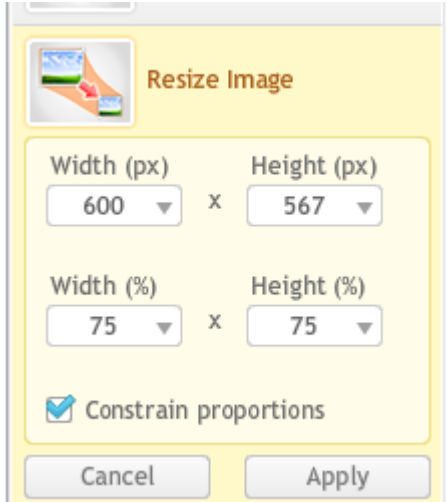 Resize Image
Width (px) Height (px)
600 x 567
Width (%) Height (%)
75 x 75
Constrain proportions
Cancel Apply